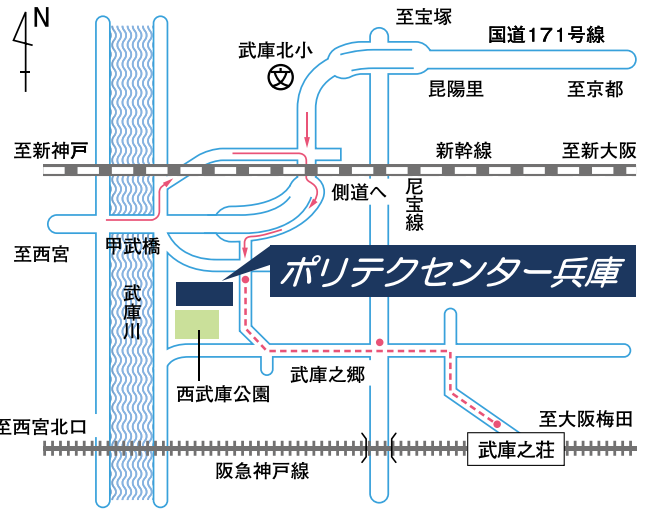 N
至宝塚
国道171号線
武庫北小
文
昆陽里
至京都
至新神戸
新幹線
至新大阪
側道へ
尼宝線
甲武橋
至西宮
ポリテクセンター兵庫
武庫川
武庫之郷
西武庫公園
至西宮北口
至大阪梅田
武庫之荘
阪急神戸線